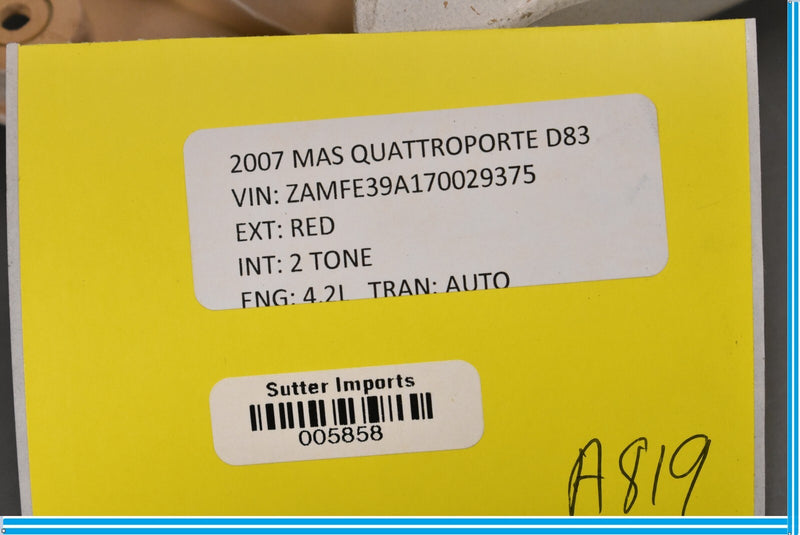 2007 MAS QUATTROPORTE D83
VIN: ZAMFE39A170029375
EXT: RED
INT: 2 TONE
ENG: 4.2L TRAN: AUTO
Sutter Imports
005858
A819